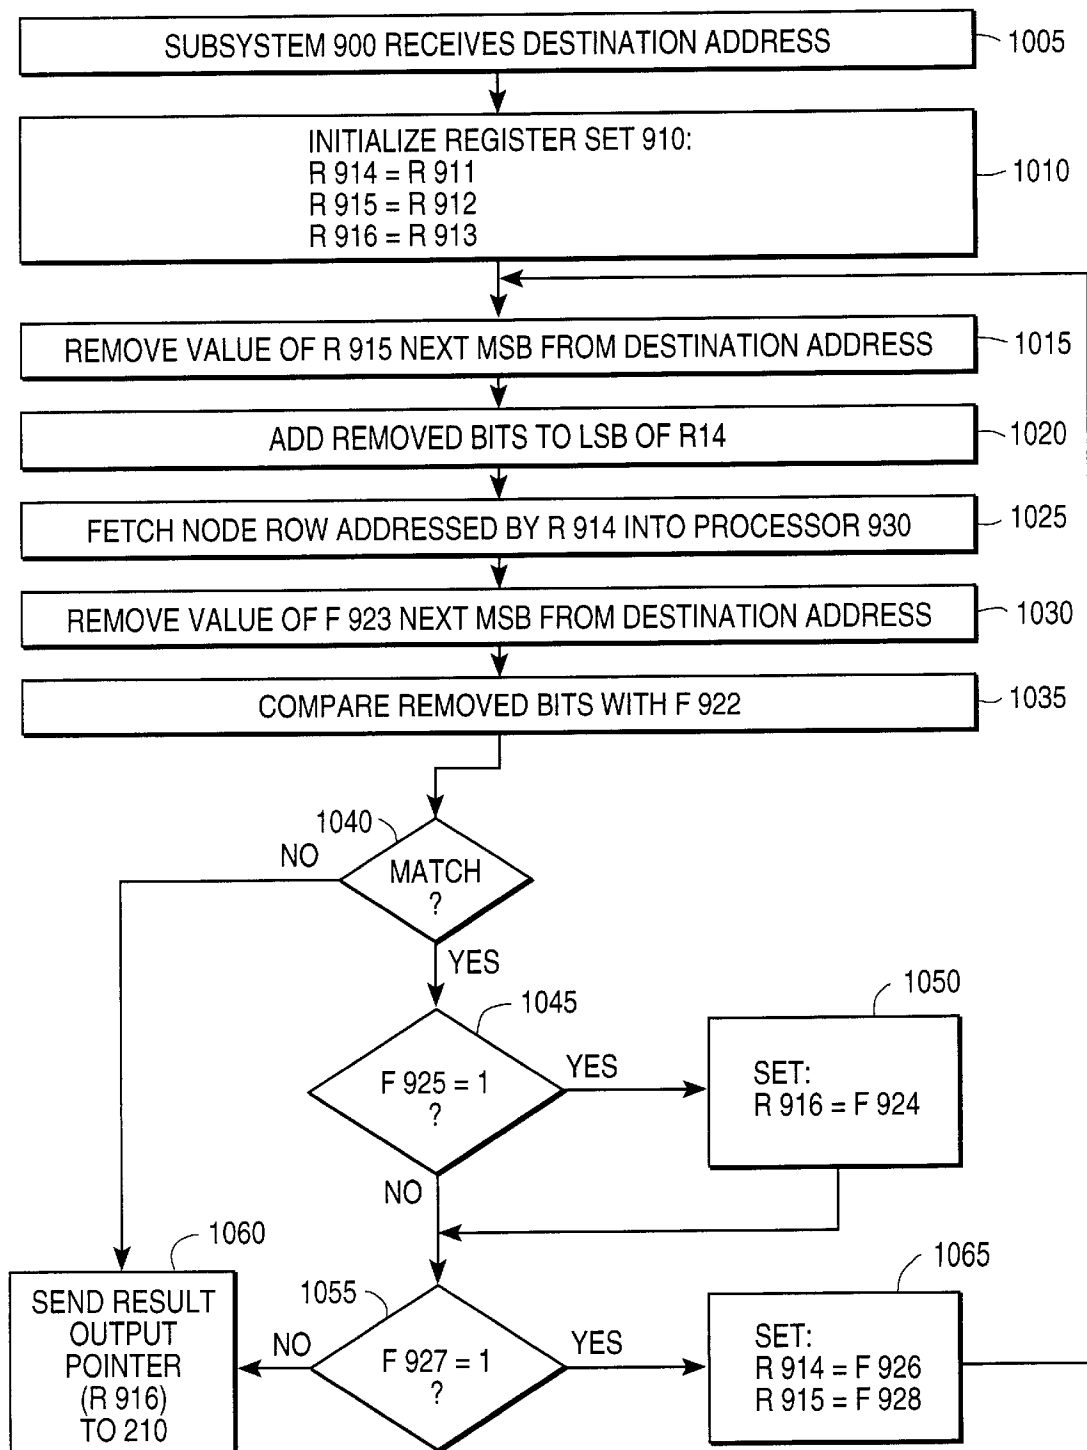 SUBSYSTEM 900 RECEIVES DESTINATION ADDRESS
1005
INITIALIZE REGISTER SET 910:
R 914 = R 911
R 915 = R 912
R 916 = R 913
1010
REMOVE VALUE OF R 915 NEXT MSB FROM DESTINATION ADDRESS
1015
ADD REMOVED BITS TO LSB OF R14
1020
FETCH NODE ROW ADDRESSED BY R 914 INTO PROCESSOR 930
1025
REMOVE VALUE OF F 923 NEXT MSB FROM DESTINATION ADDRESS
1030
COMPARE REMOVED BITS WITH F 922
1035
1040
NO
MATCH
?
YES
1045
F 925 = 1
?
YES
1050
SET:
R 916 = F 924
NO
1060
SEND RESULT
OUTPUT
POINTER
(R 916)
TO 210
1055
NO
F 927 = 1
?
YES
1065
SET:
R 914 = F 926
R 915 = F 928